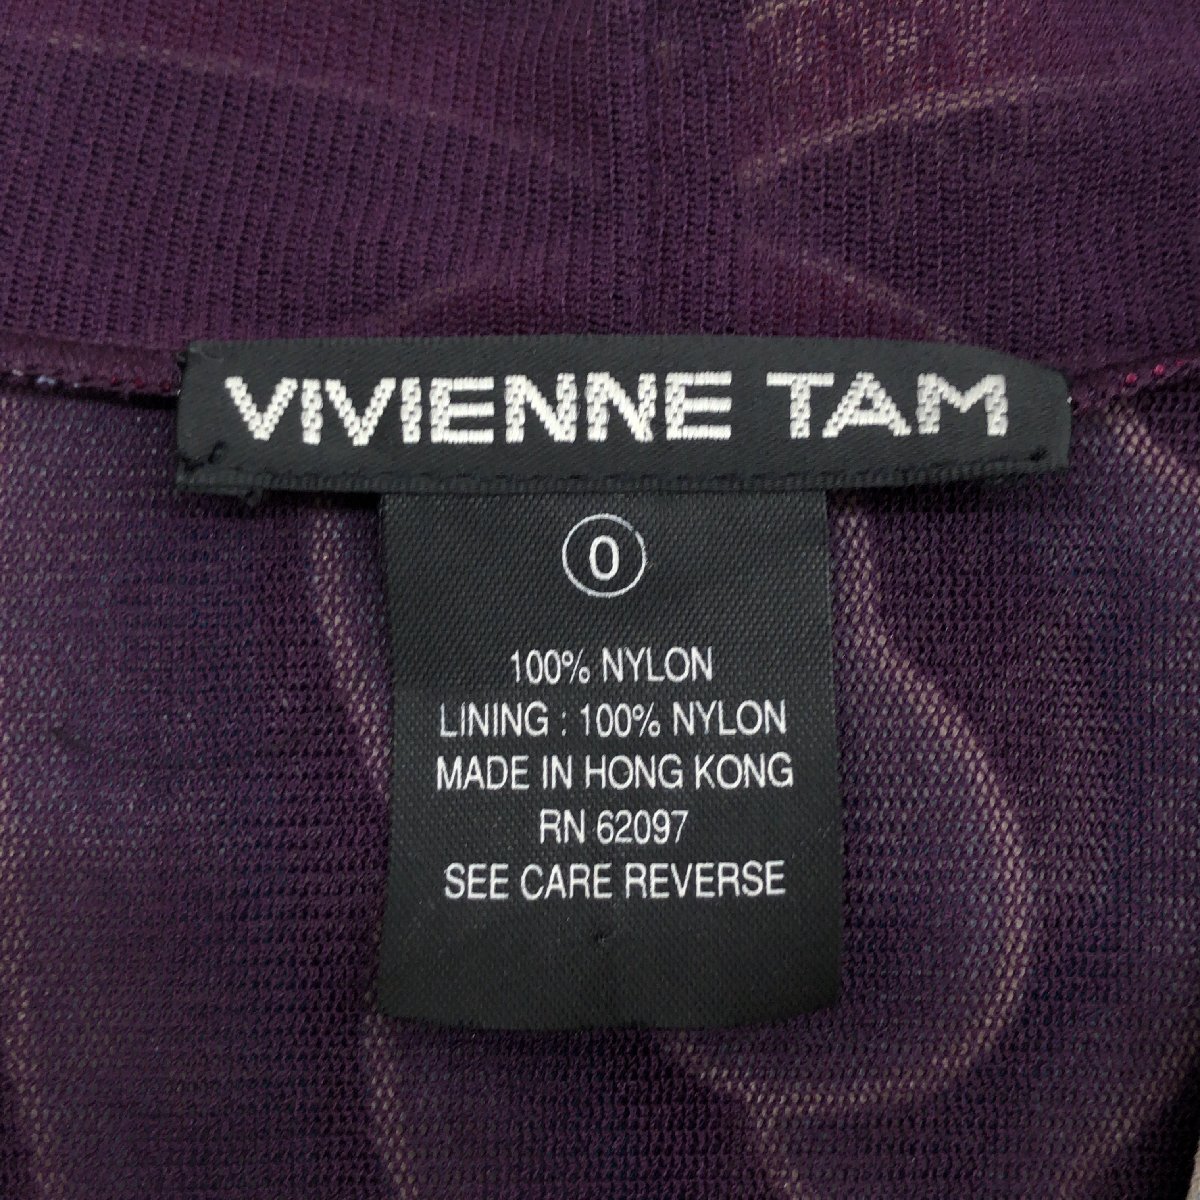 VIVIENNE TAM
0
100% NYLON
LINING : 100% NYLON
MADE IN HONG KONG
RN 62097
SEE CARE REVERSE